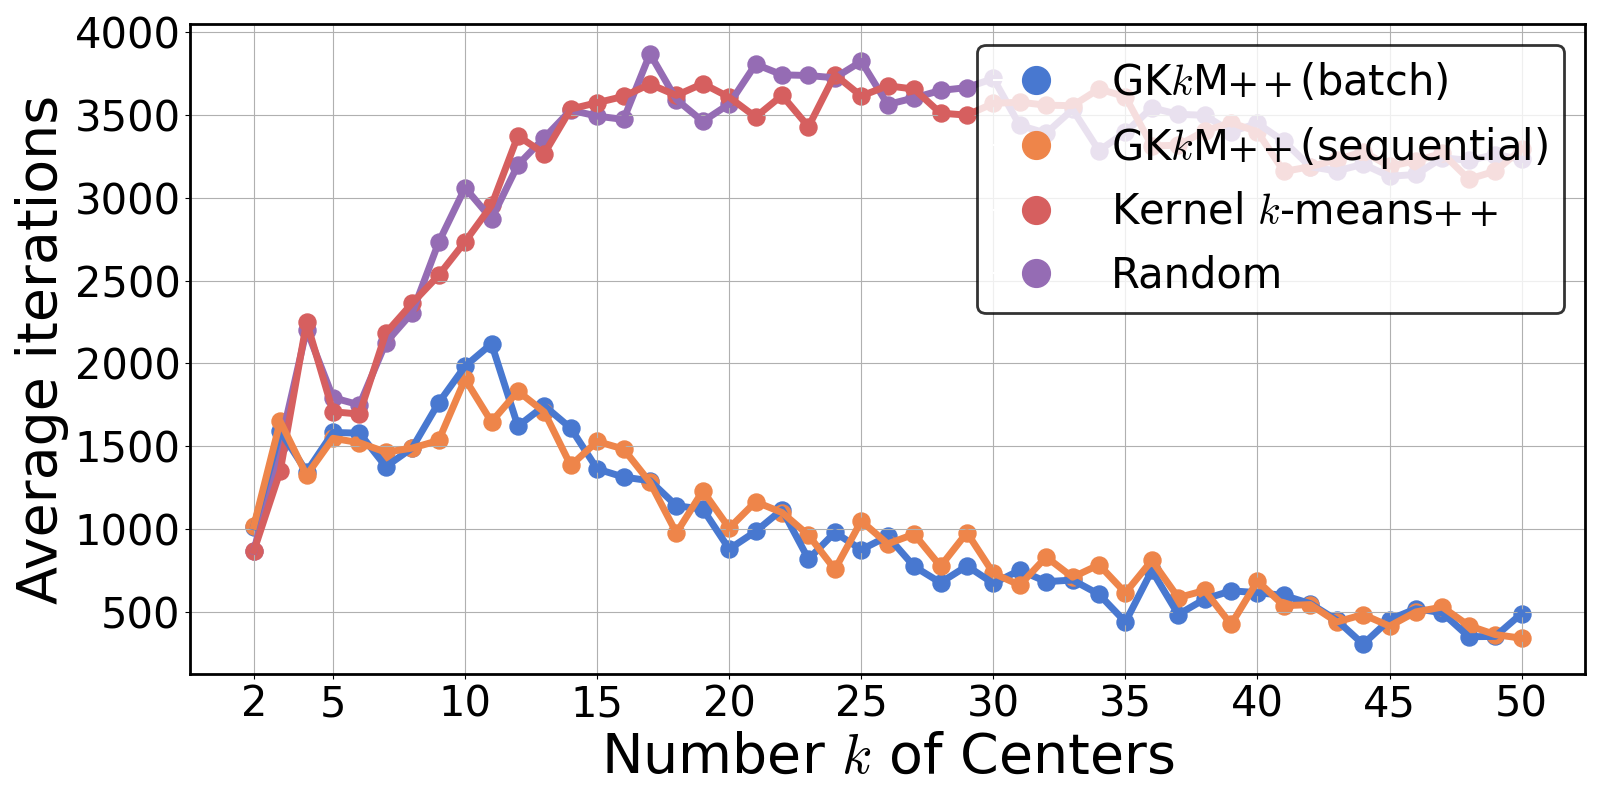 4000
3500
3000
2500
2000
1500
1000
500
Average iterations
GKkM++(batch)
GKkM++(sequential)
Kernel k-means++
Random
2 5 10 15 20 25 30 35 40 45 50
Number k of Centers